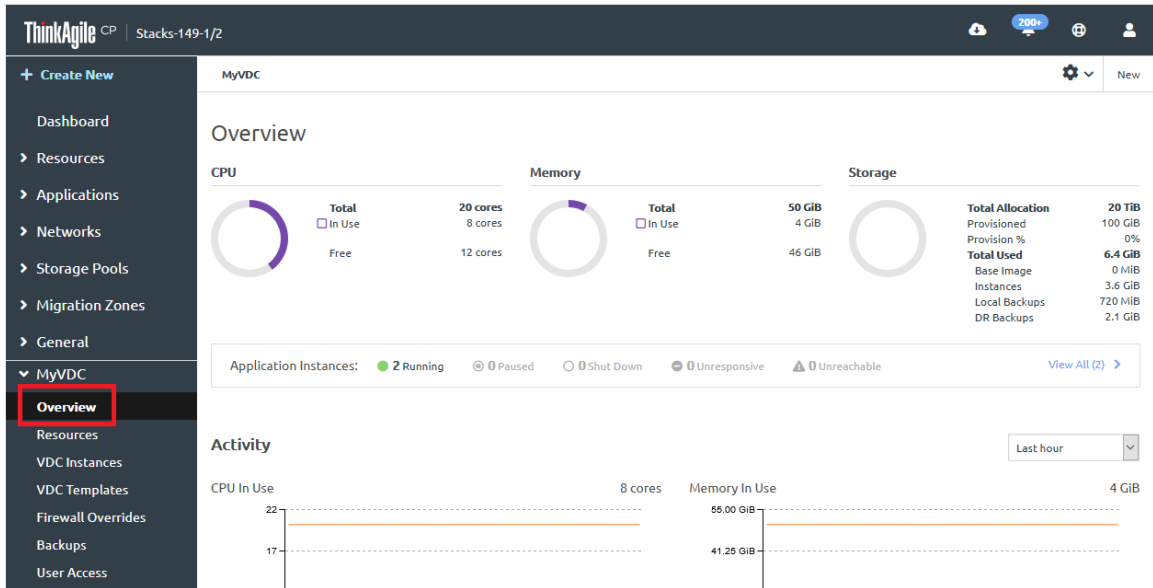 ThinkAgile CP | Stacks-149-1/2
200+
+ Create New
Dashboard
Resources
Applications
Networks
Storage Pools
Migration Zones
General
MyVDC
Overview
Resources
VDC Instances
VDC Templates
Firewall Overrides
Backups
User Access
MyVDC
New
Overview
CPU
Total 20 cores
In Use 8 cores
Free 12 cores
Memory
Total 50 GiB
In Use 4 GiB
Free 46 GiB
Storage
Total Allocation 20 TiB
Provisioned 100 GiB
Provision % 0%
Total Used 6.4 GiB
Base Image 0 MiB
Instances 3.6 GiB
Local Backups 720 MiB
DR Backups 2.1 GiB
Application Instances: 2 Running 0 Paused 0 Shut Down 0 Unresponsive 0 Unreachable View All (2)
Activity
Last hour
CPU In Use 8 cores
22
17
Memory In Use 4 GiB
55.00 GiB
41.25 GiB